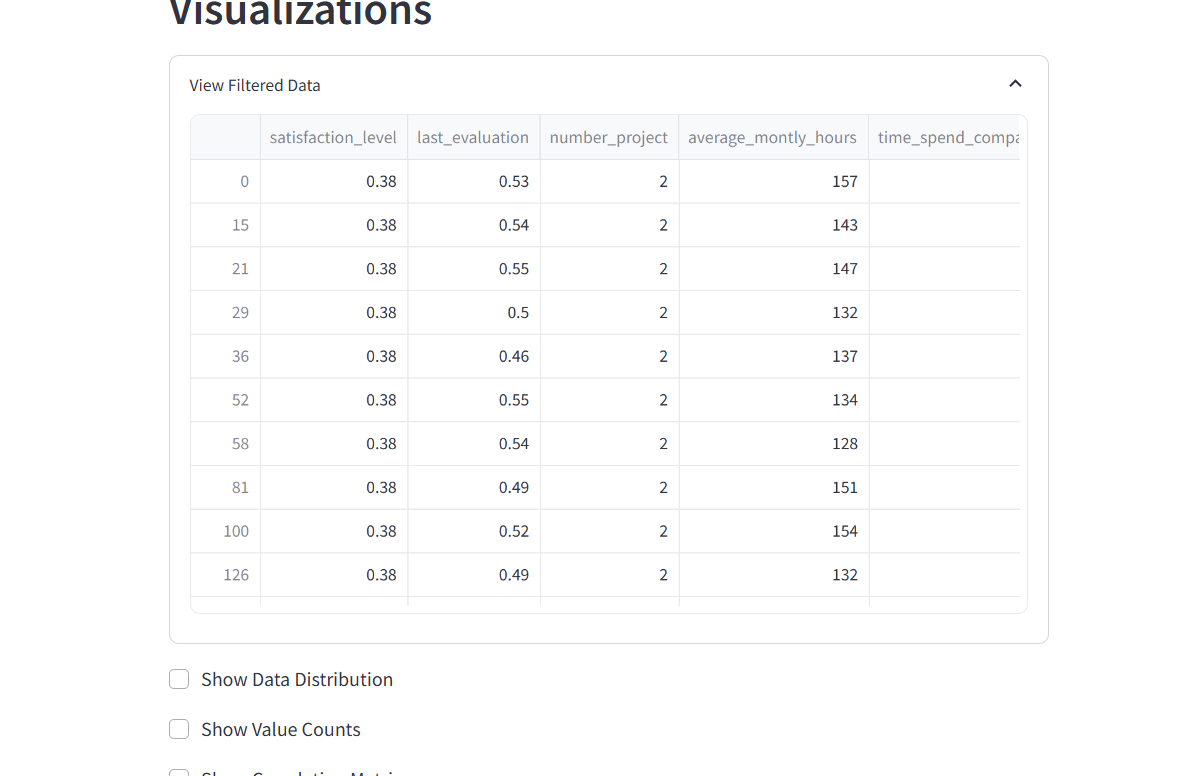 Visualizations
View Filtered Data
satisfaction_level last_evaluation number_project average_montly_hours time_spend_compa
0 0.38 0.53 2 157
15 0.38 0.54 2 143
21 0.38 0.55 2 147
29 0.38 0.5 2 132
36 0.38 0.46 2 137
52 0.38 0.55 2 134
58 0.38 0.54 2 128
81 0.38 0.49 2 151
100 0.38 0.52 2 154
126 0.38 0.49 2 132
Show Data Distribution
Show Value Counts